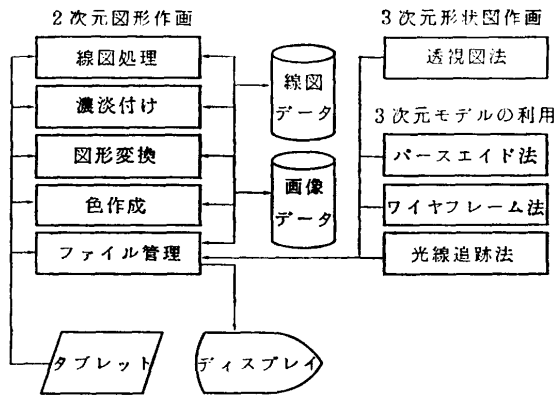 2次元図形作画
線図処理
濃淡付け
図形変換
色作成
ファイル管理
線図
データ
画像
データ
3次元形状図作画
透視図法
3次元モデルの利用
パースエイド法
ワイヤフレーム法
光線追跡法
タブレット
ディスプレイ